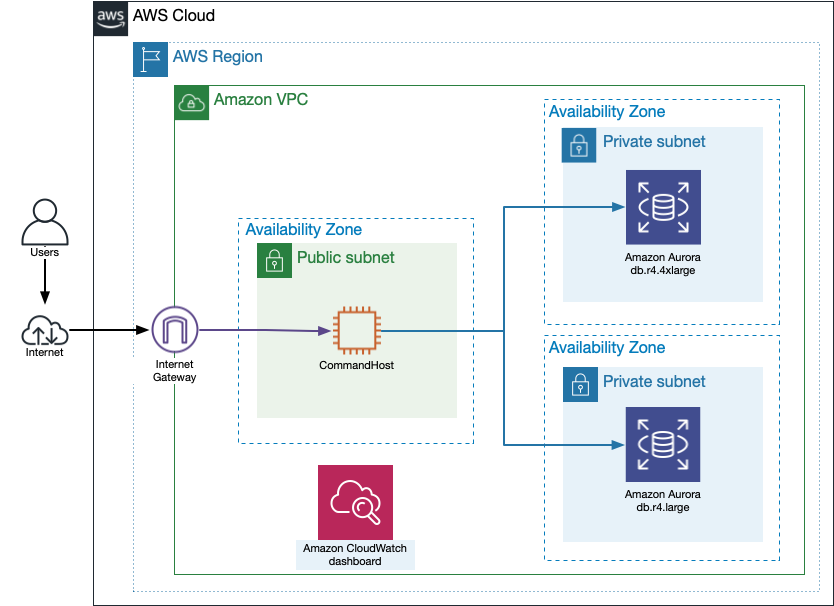 aws
AWS Cloud
AWS Region
Amazon VPC
Availability Zone
Private subnet
Amazon Aurora
db.r4.4xlarge
Users
Internet
Internet
Gateway
Availability Zone
Public subnet
CommandHost
Availability Zone
Private subnet
Amazon Aurora
db.r4.large
Amazon CloudWatch
dashboard